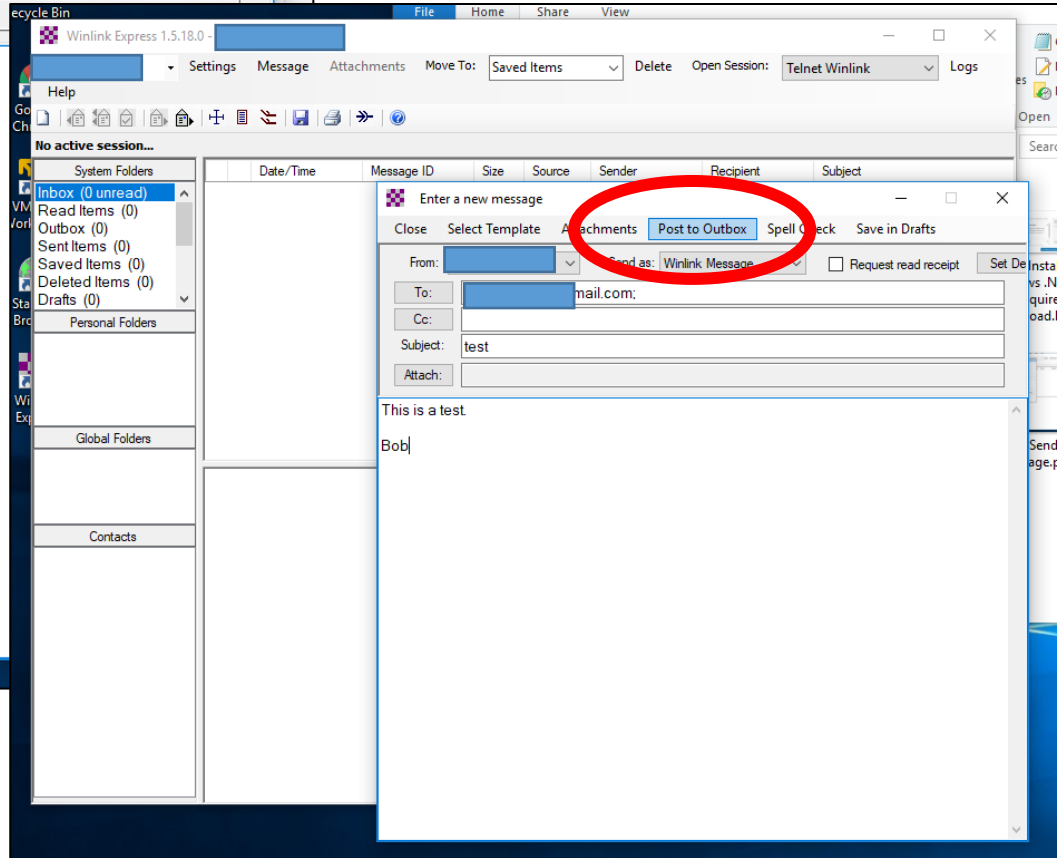 ecycle Bin
File Home Share View
Winlink Express 1.5.18.0 -
Settings Message Attachments Move To: Saved Items Delete Open Session: Telnet Winlink Logs
Help
Open
No active session...
System Folders
Date/Time Message ID Size Source Sender Recipient Subject
Inbox (0 unread)
Read Items (0)
Outbox (0)
Sent Items (0)
Saved Items (0)
Deleted Items (0)
Drafts (0)
Personal Folders
Global Folders
Contacts
Enter a new message
Close Select Template Attachments Post to Outbox Spell Check Save in Drafts
From: Send as: Winlink Message Request read receipt Set De
To: mail.com;
Cc:
Subject: test
Attach:
This is a test.
Bob